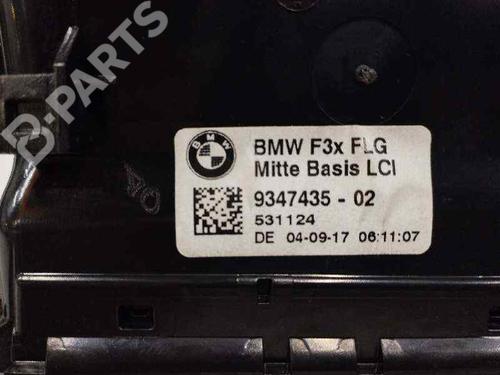 B-PARTS
BMW
BMW F3x FLG
Mitte Basis LCI
9347435 - 02
531124
DE 04-09-17 06:11:07